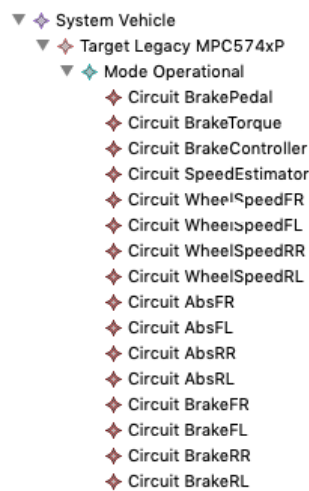 System Vehicle
Target Legacy MPC574xP
Mode Operational
Circuit BrakePedal
Circuit BrakeTorque
Circuit BrakeController
Circuit SpeedEstimator
Circuit WheelSpeedFR
Circuit WheelSpeedFL
Circuit WheelSpeedRR
Circuit WheelSpeedRL
Circuit AbsFR
Circuit AbsFL
Circuit AbsRR
Circuit AbsRL
Circuit BrakeFR
Circuit BrakeFL
Circuit BrakeRR
Circuit BrakeRL